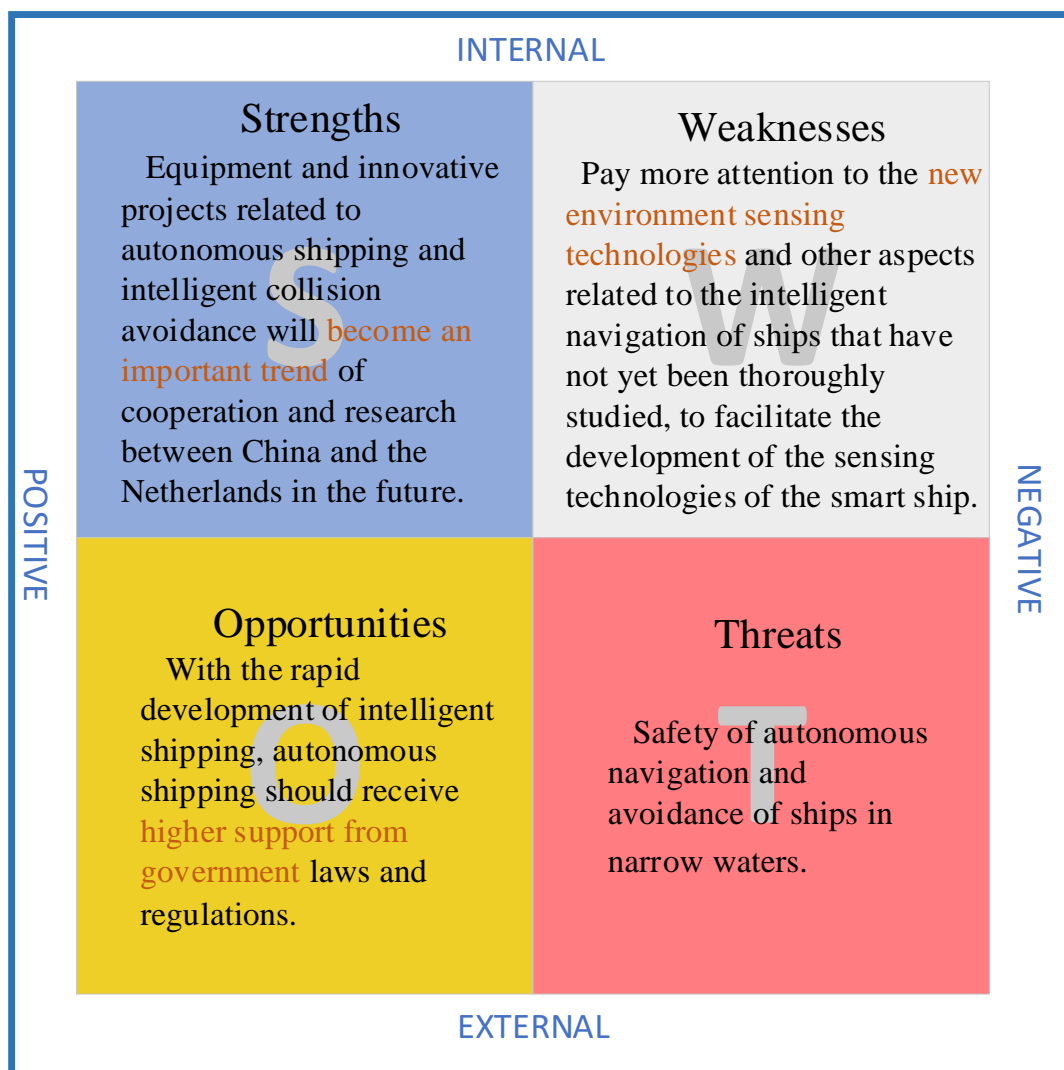 INTERNAL
Strengths
Equipment and innovative
projects related to
autonomous shipping and
intelligent collision
avoidance will become an
important trend of
cooperation and research
between China and the
Netherlands in the future.
S
Weaknesses
Pay more attention to the new
environment sensing
technologies and other aspects
related to the intelligent
navigation of ships that have
not yet been thoroughly
studied, to facilitate the
development of the sensing
technologies of the smart ship.
W
POSITIVE
NEGATIVE
Opportunities
With the rapid
development of intelligent
shipping, autonomous
shipping should receive
higher support from
government laws and
regulations.
O
Threats
Safety of autonomous
navigation and
avoidance of ships in
narrow waters.
T
EXTERNAL